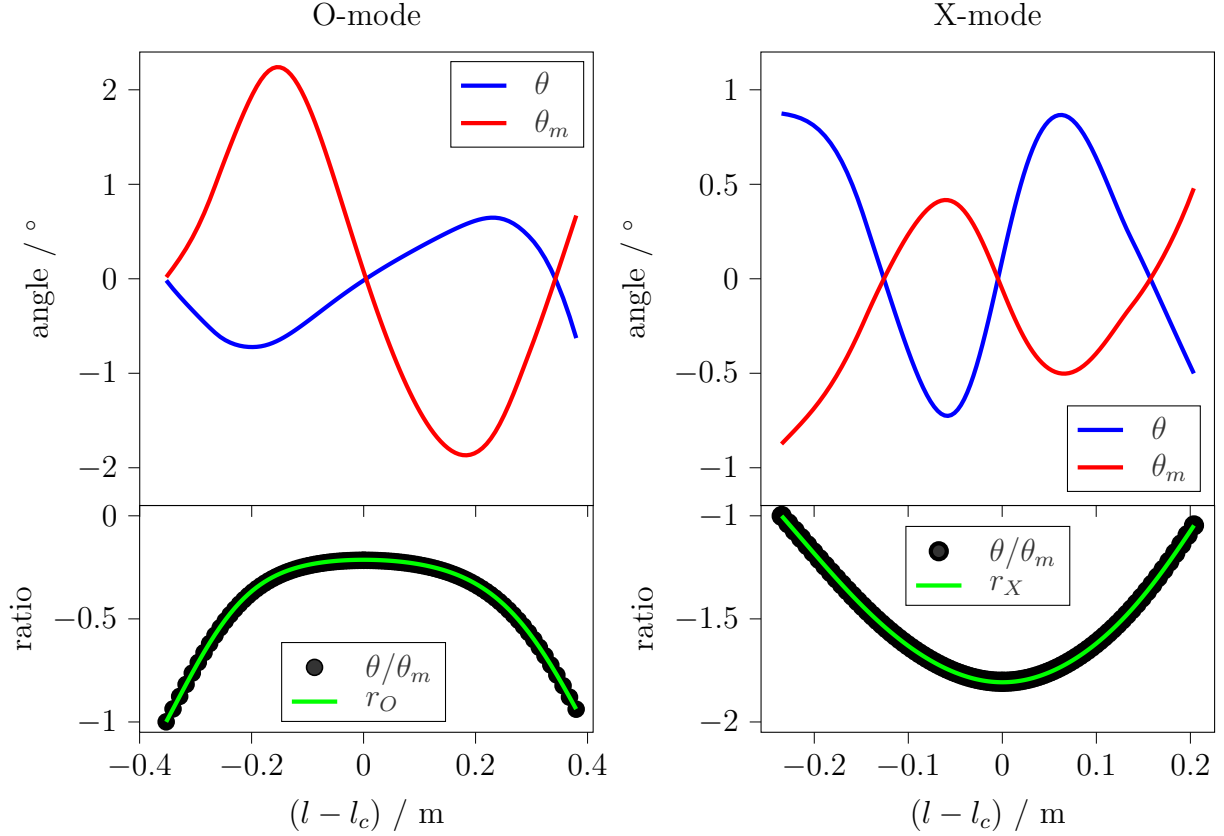 O-mode
X-mode
2
1
0
−1
−2
angle / °
θ
θm
1
0.5
0
−0.5
−1
angle / °
θ
θm
0
−0.5
−1
ratio
θ/θm
rO
−0.4
−0.2
0
0.2
0.4
(l − lc) / m
-1
−1.5
−2
ratio
θ/θm
rX
−0.2
−0.1
0
0.1
0.2
(l − lc) / m